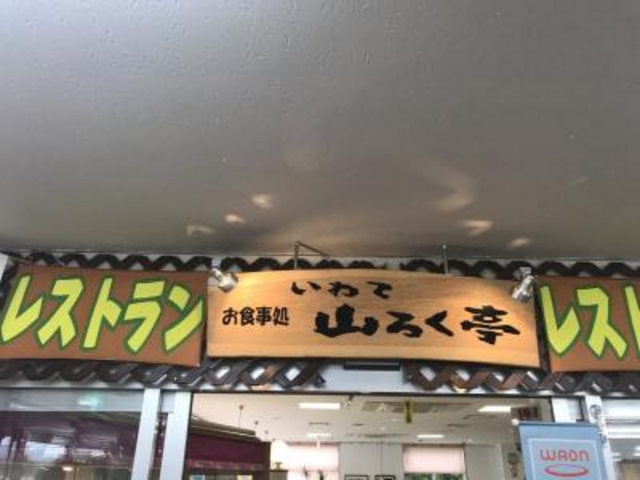 レストラン
いわて
お食事処
山ろく亭
レスト
WAON